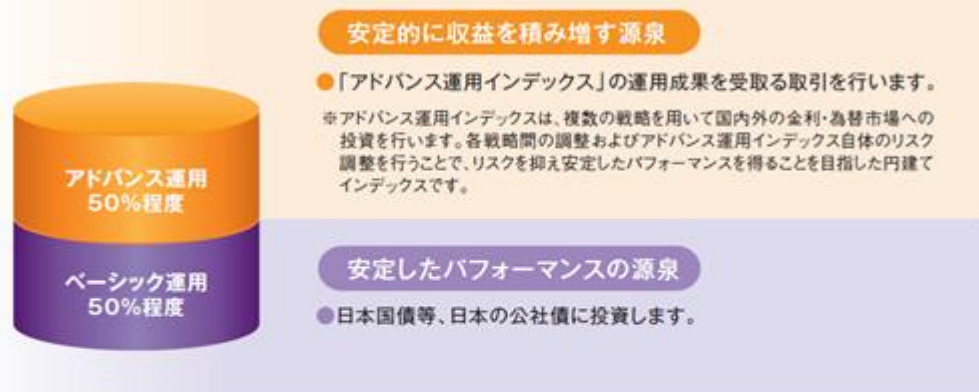 安定的に収益を積み増す源泉
●「アドバンス運用インデックス」の運用成果を受取る取引を行います。
※アドバンス運用インデックスは、複数の戦略を用いて国内外の金利・為替市場への
投資を行います。各戦略間の調整およびアドバンス運用インデックス自体のリスク
調整を行うことで、リスクを抑え安定したパフォーマンスを得ることを目指した円建て
インデックスです。
アドバンス運用
50%程度
ベーシック運用
50%程度
安定したパフォーマンスの源泉
●日本国債等、日本の公社債に投資します。